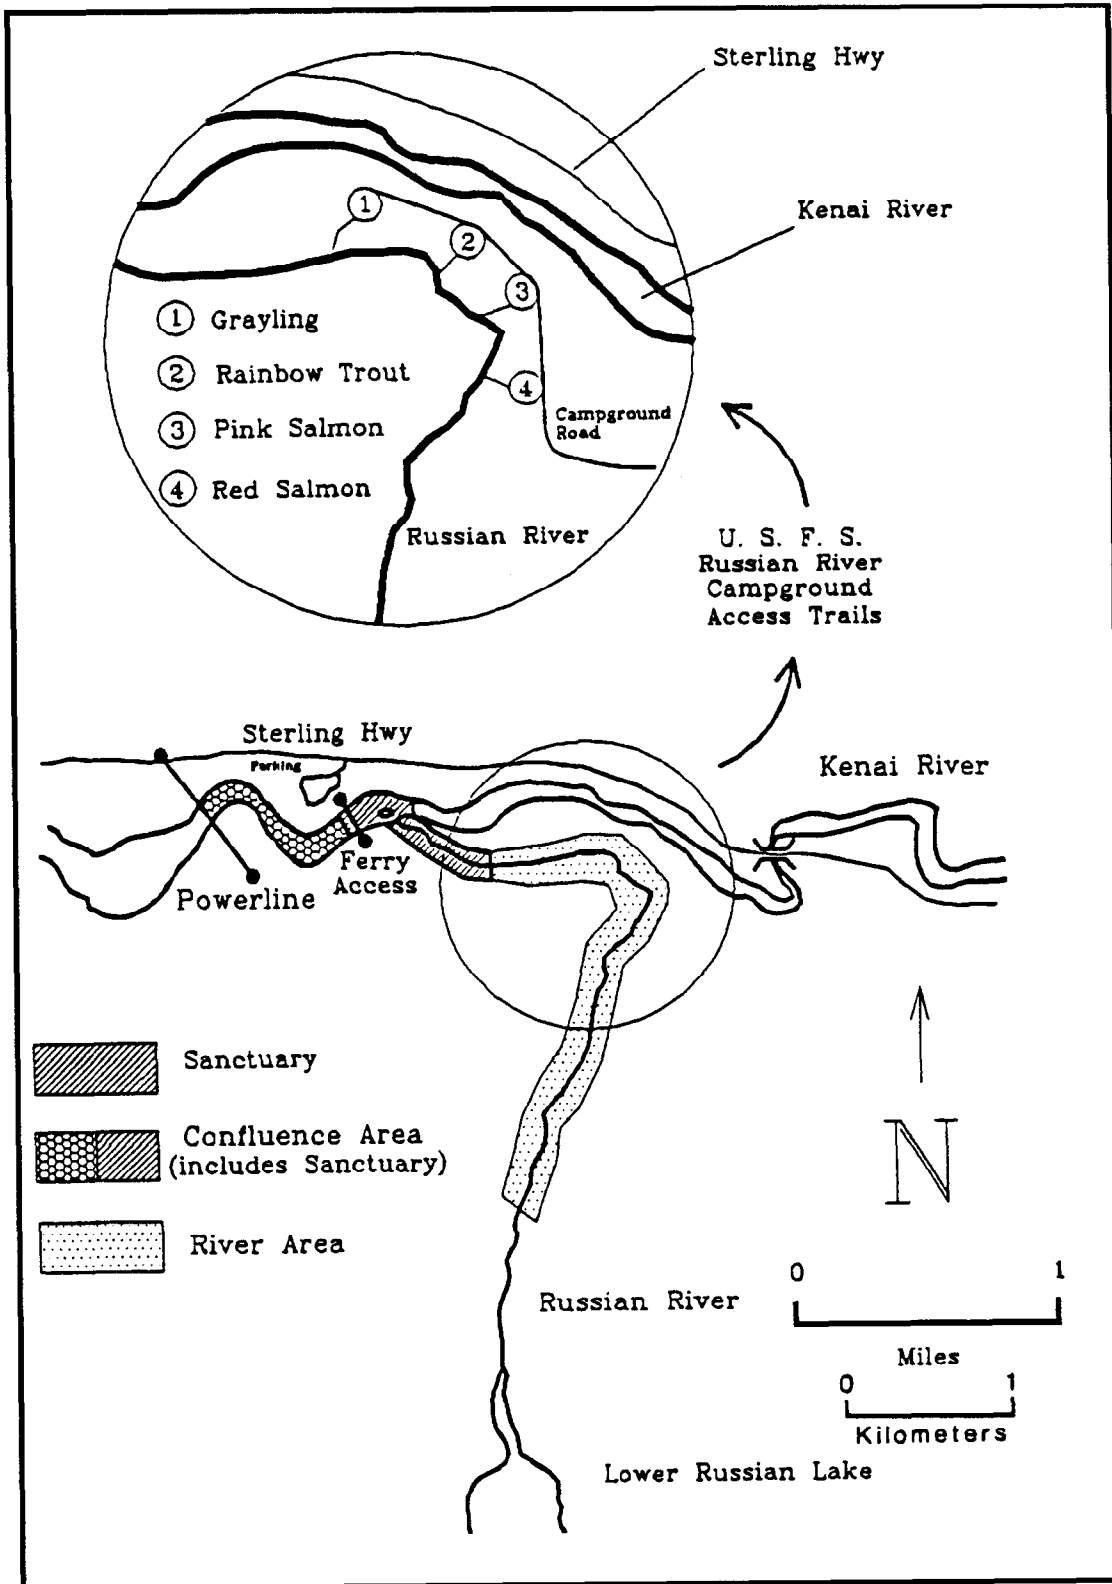 Sterling Hwy
Kenai River
1
2
3
4
1 Grayling
2 Rainbow Trout
3 Pink Salmon
4 Red Salmon
Campground
Road
Russian River
U. S. F. S.
Russian River
Campground
Access Trails
Sterling Hwy
Parking
Kenai River
Ferry
Access
Powerline
Sanctuary
Confluence Area
(includes Sanctuary)
River Area
N
Russian River
0 1
Miles
0 1
Kilometers
Lower Russian Lake